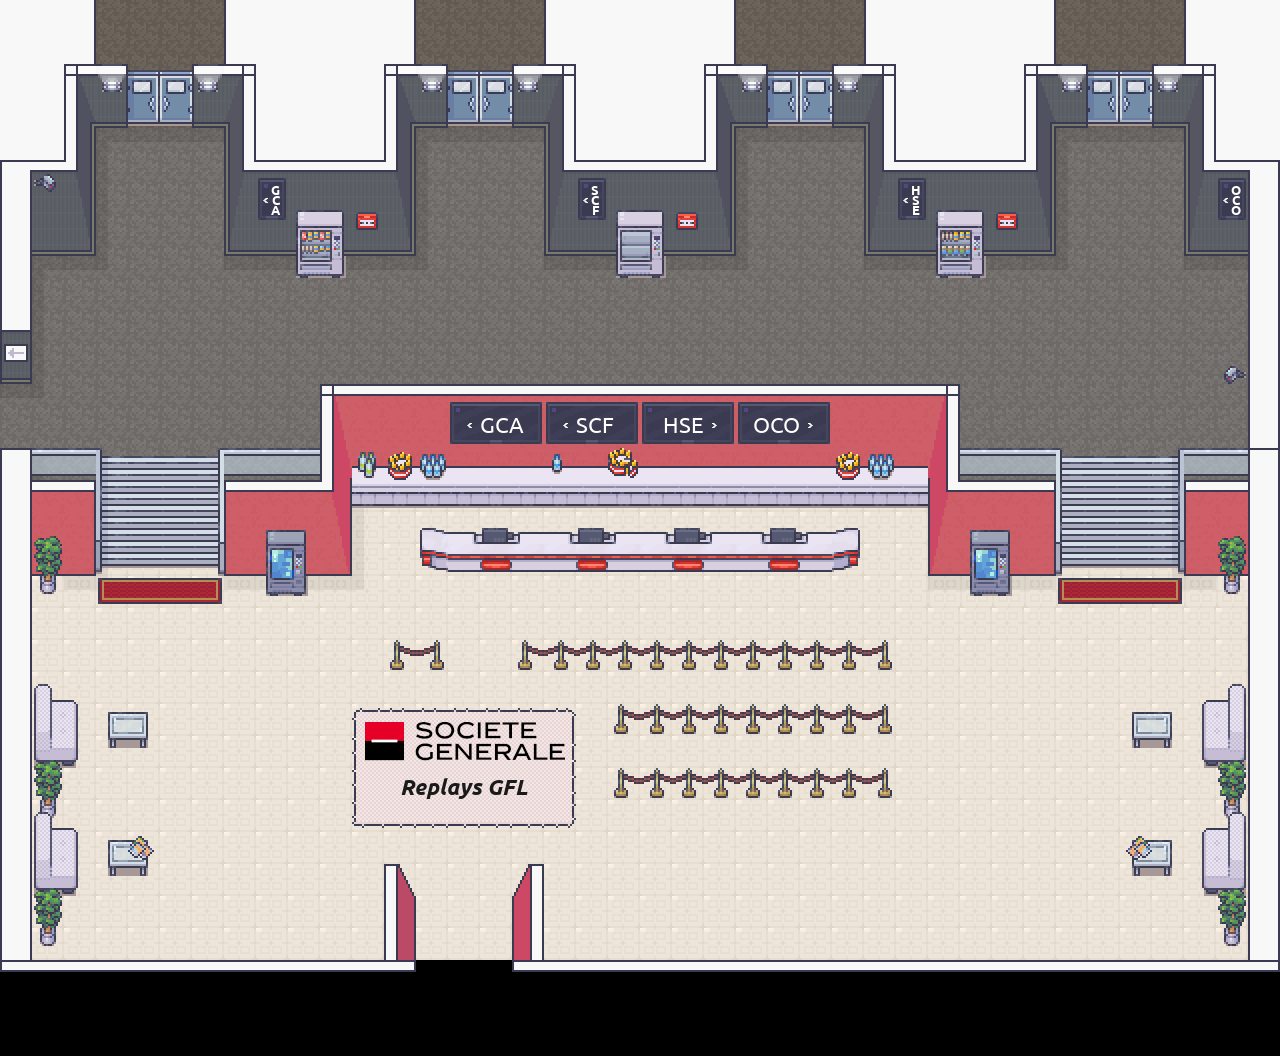 GCA
SCF
HSE
OCO
‹
‹
‹
‹
‹ GCA
‹ SCF
HSE ›
OCO ›
SOCIETE
GENERALE
Replays GFL